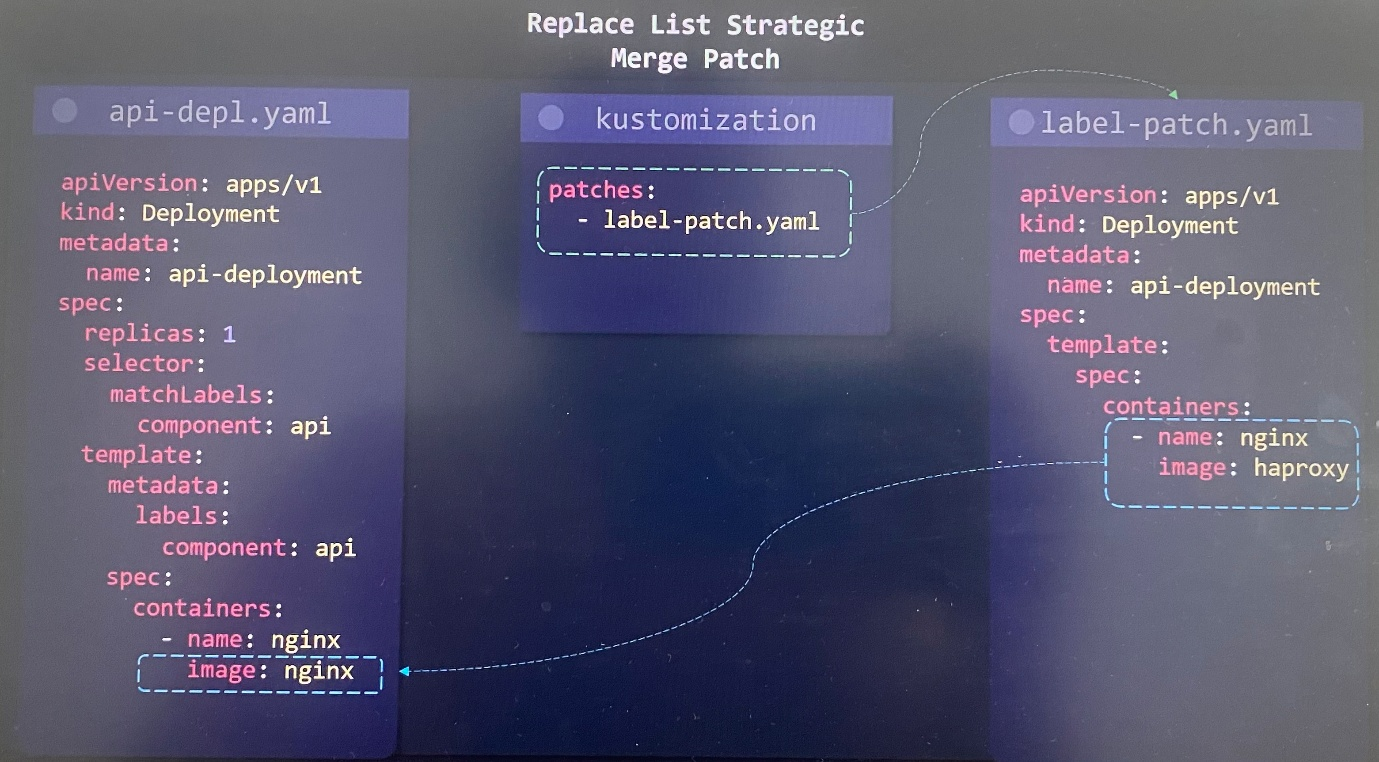 Replace List Strategic
Merge Patch
api-depl.yaml
apiVersion: apps/v1
kind: Deployment
metadata:
  name: api-deployment
spec:
  replicas: 1
  selector:
    matchLabels:
      component: api
  template:
    metadata:
      labels:
        component: api
    spec:
      containers:
        - name: nginx
          image: nginx
kustomization
patches:
  - label-patch.yaml
label-patch.yaml
apiVersion: apps/v1
kind: Deployment
metadata:
  name: api-deployment
spec:
  template:
    spec:
      containers:
        - name: nginx
          image: haproxy